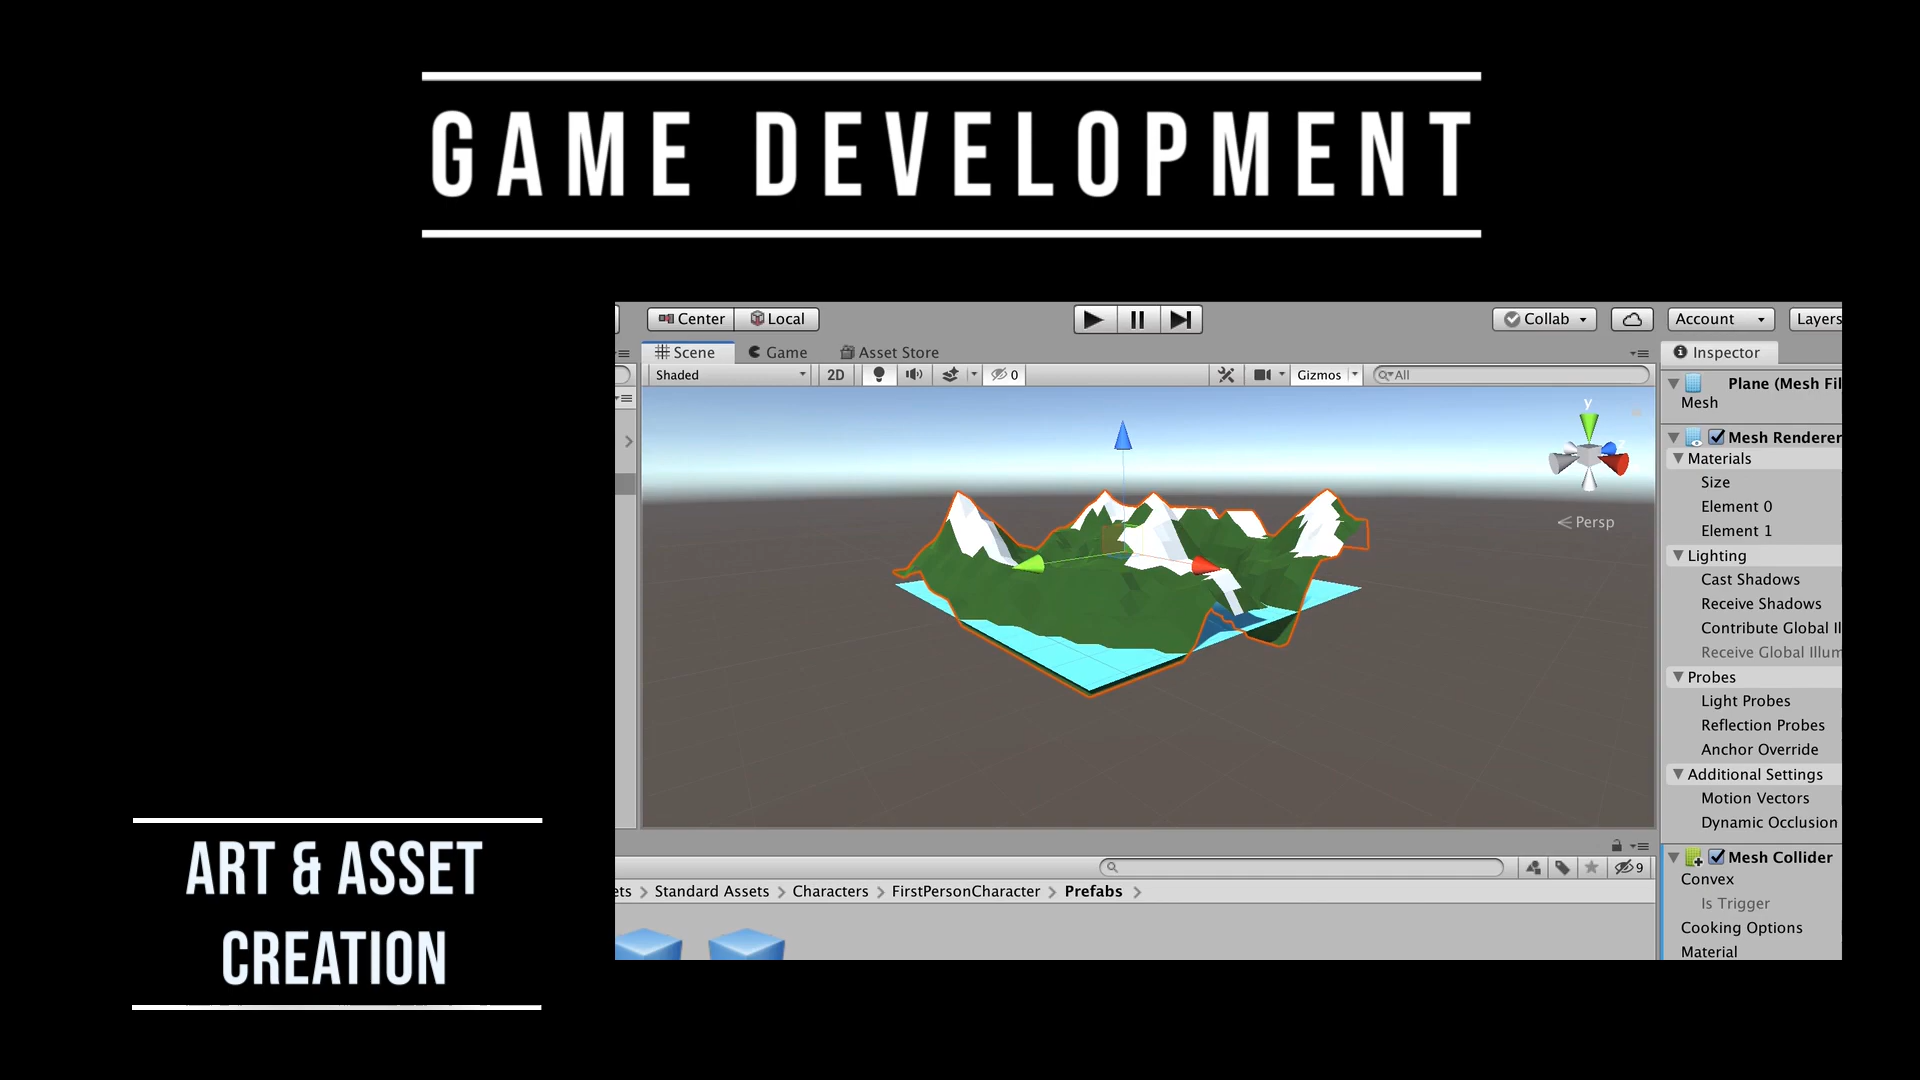 GAME DEVELOPMENT
Center Local
Collab Account Layers
Scene Game Asset Store
Inspector
Shaded 2D 0 Gizmos All
Plane (Mesh Fil
Mesh
y
Mesh Renderer
Materials
Size
Element 0
Element 1
Persp
Lighting
Cast Shadows
Receive Shadows
Contribute Global Il
Receive Global Illum
Probes
Light Probes
Reflection Probes
Anchor Override
Additional Settings
Motion Vectors
Dynamic Occlusion
Mesh Collider
Convex
Is Trigger
Cooking Options
Material
9
ets > Standard Assets > Characters > FirstPersonCharacter > Prefabs >
ART & ASSET
CREATION